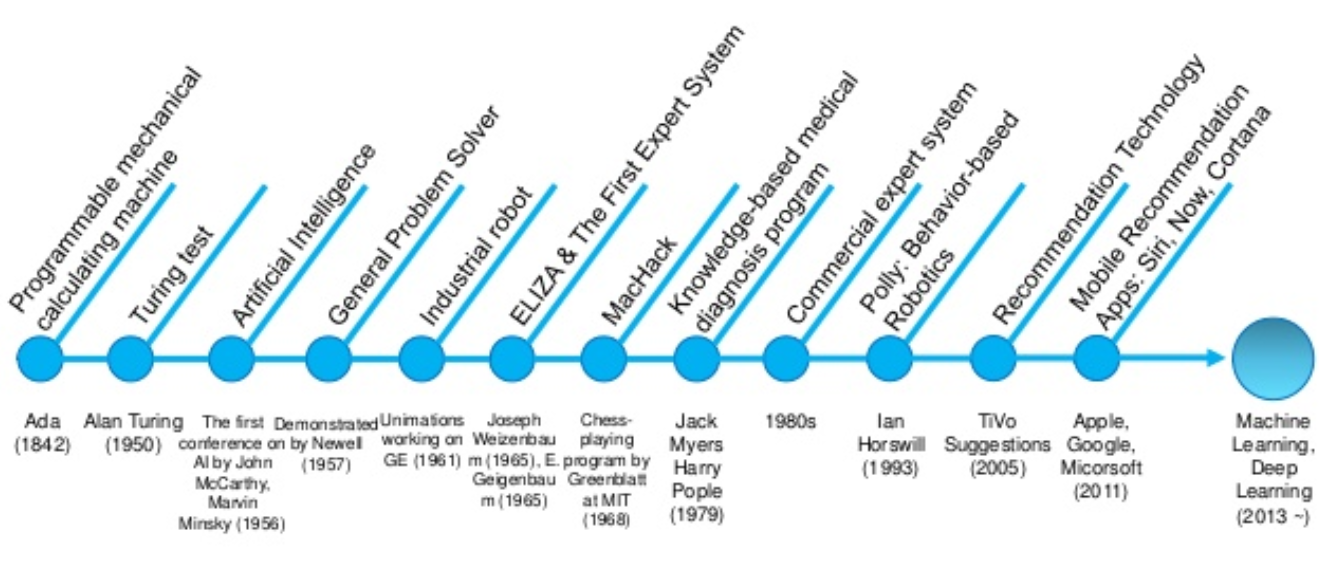 Programmable mechanical
calculating machine
Turing test
Artificial Intelligence
General Problem Solver
Industrial robot
ELIZA & The First Expert System
MacHack
Knowledge-based medical
diagnosis program
Commercial expert system
Polly: Behavior-based
Robotics
Recommendation Technology
Mobile Recommendation
Apps: Siri, Now, Cortana
Ada
(1842)
Alan Turing
(1950)
The first
conference on
AI by John
McCarthy,
Marvin
Minsky (1956)
Demonstrated
by Newell
(1957)
Unimations
working on
GE (1961)
Joseph
Weizenbau
m (1965), E.
Geigenbau
m (1965)
Chess-
playing
program by
Greenblatt
at MIT
(1968)
Jack
Myers
Harry
Pople
(1979)
1980s
Ian
Horswill
(1993)
TiVo
Suggestions
(2005)
Apple,
Google,
Micorsoft
(2011)
Machine
Learning,
Deep
Learning
(2013 ~)